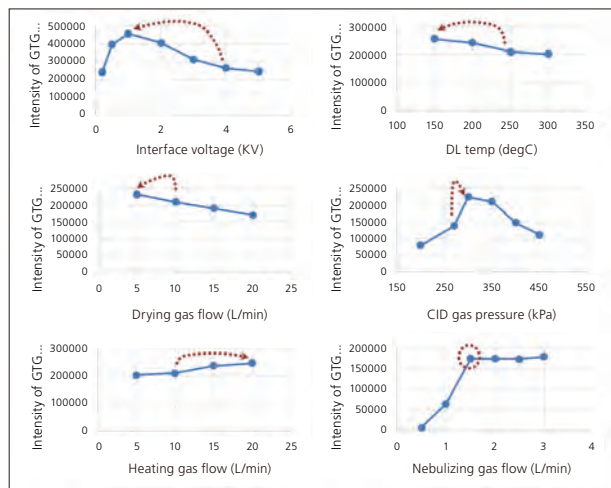 Intensity of GTG...
500000
400000
300000
200000
100000
0
0 2 4 6
Interface voltage (KV)
Intensity of GTG...
300000
200000
100000
0
100 200 300 400
DL temp (degC)
Intensity of GTG...
250000
200000
150000
100000
50000
0
0 5 10 15 20 25
Drying gas flow (L/min)
Intensity of GTG...
250000
200000
150000
100000
50000
0
150 250 350 450 550
CID gas pressure (kPa)
Intensity of GTG...
300000
200000
100000
0
0 5 10 15 20 25
Heating gas flow (L/min)
Intensity of GTG...
200000
150000
100000
50000
0
0 1 2 3 4
Nebulizing gas flow (L/min)